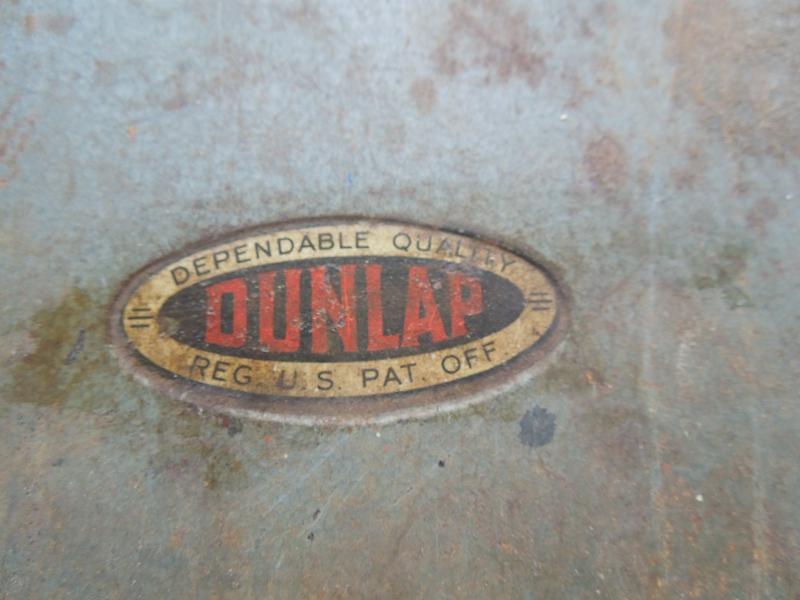 DEPENDABLE QUALITY
DUNLAP
REG. U.S. PAT. OFF.